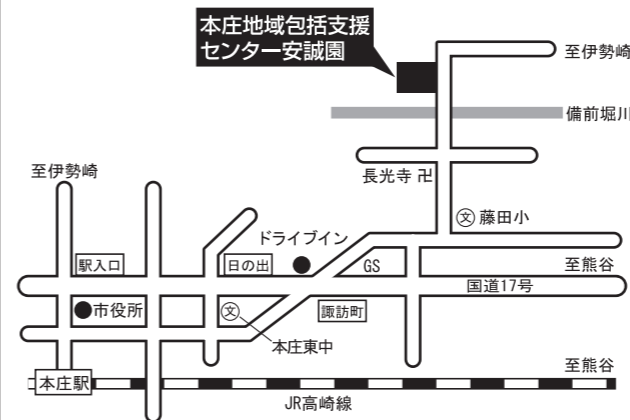 本庄地域包括支援
センター安誠園
至伊勢崎
備前堀川
長光寺 卍
至伊勢崎
文 藤田小
ドライブイン
駅入口
日の出
GS
至熊谷
国道17号
市役所
文
諏訪町
本庄東中
至熊谷
本庄駅
JR高崎線